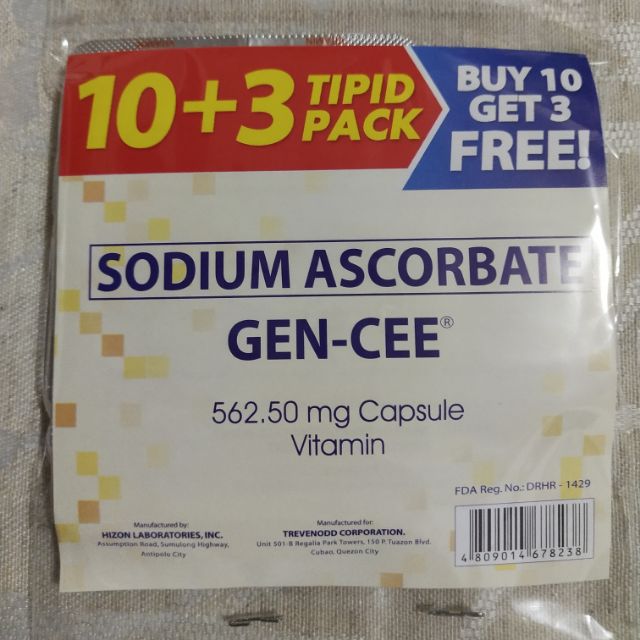 10+3 TIPID PACK
BUY 10
GET 3
FREE!
SODIUM ASCORBATE
GEN-CEE®
562.50 mg Capsule
Vitamin
FDA Reg. No.: DRHR - 1429
Manufactured by:
HIZON LABORATORIES, INC.
Assumption Road, Sumulong Highway,
Antipolo City
Manufactured for:
TREVENODD CORPORATION.
Unit 501-B Regalia Park Towers, 150 P. Tuazon Blvd.
Cubao, Quezon City
4 809014 678238